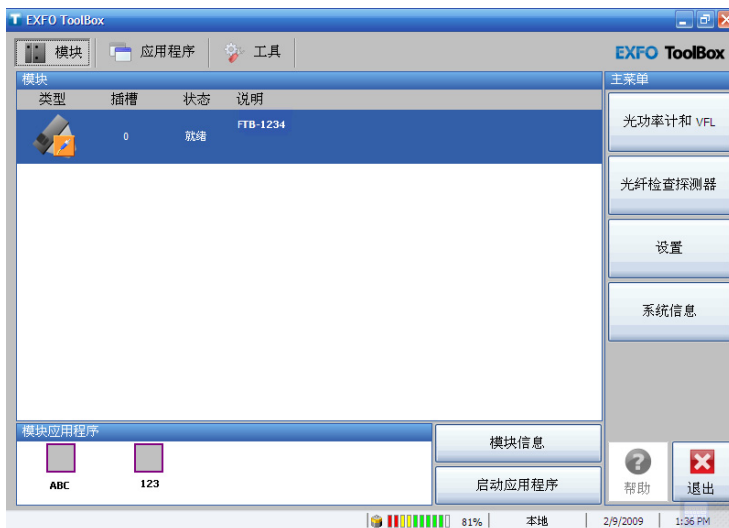 EXFO ToolBox
模块 应用程序 工具 EXFO ToolBox
模块
类型 插槽 状态 说明
0 就绪 FTB-1234
主菜单
光功率计和 VFL
光纤检查探测器
设置
系统信息
模块应用程序
ABC 123
模块信息
启动应用程序
帮助 退出
81% 本地 2/9/2009 1:36 PM